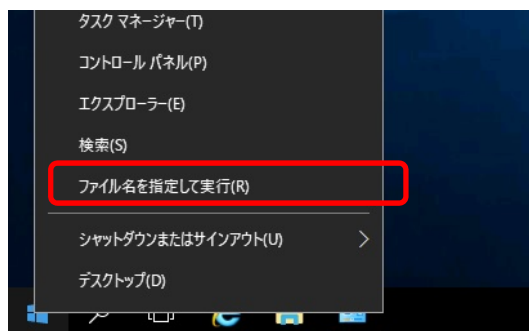 タスク マネージャー(T)
コントロール パネル(P)
エクスプローラー(E)
検索(S)
ファイル名を指定して実行(R)
シャットダウンまたはサインアウト(U)
デスクトップ(D)